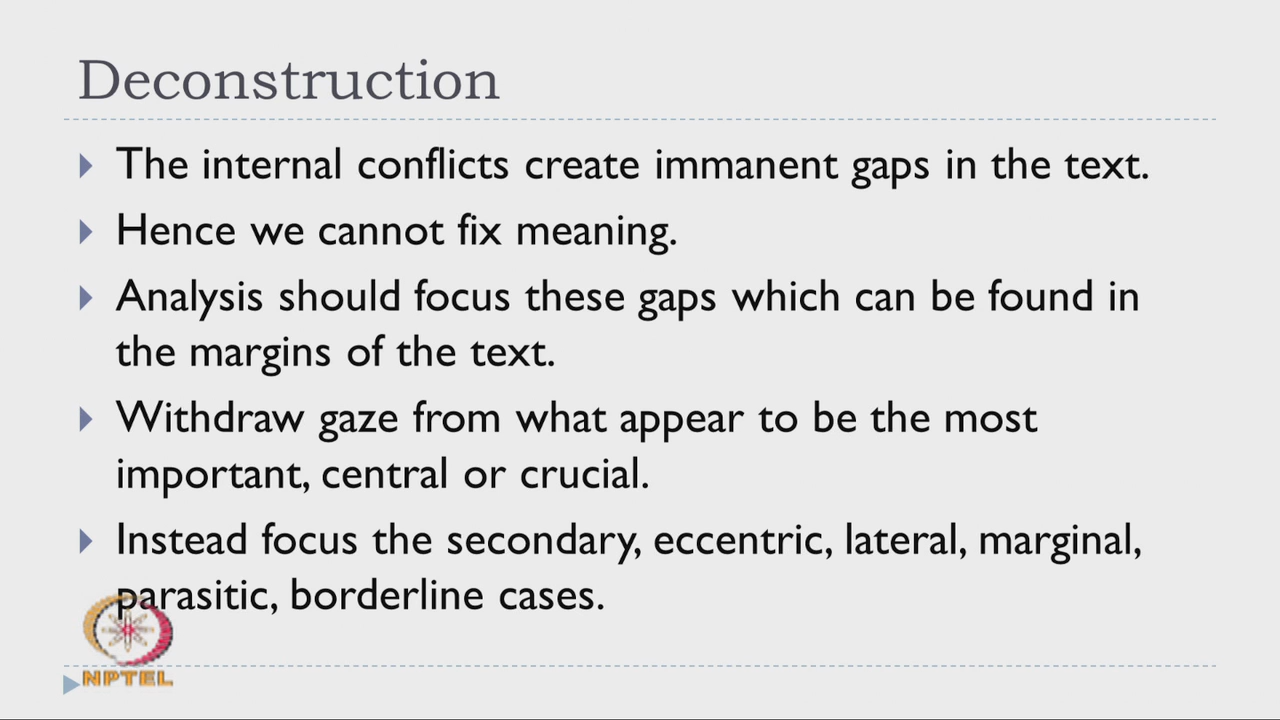 Deconstruction
The internal conflicts create immanent gaps in the text.
Hence we cannot fix meaning.
Analysis should focus these gaps which can be found in
the margins of the text.
Withdraw gaze from what appear to be the most
important, central or crucial.
Instead focus the secondary, eccentric, lateral, marginal,
parasitic, borderline cases.
NPTEL